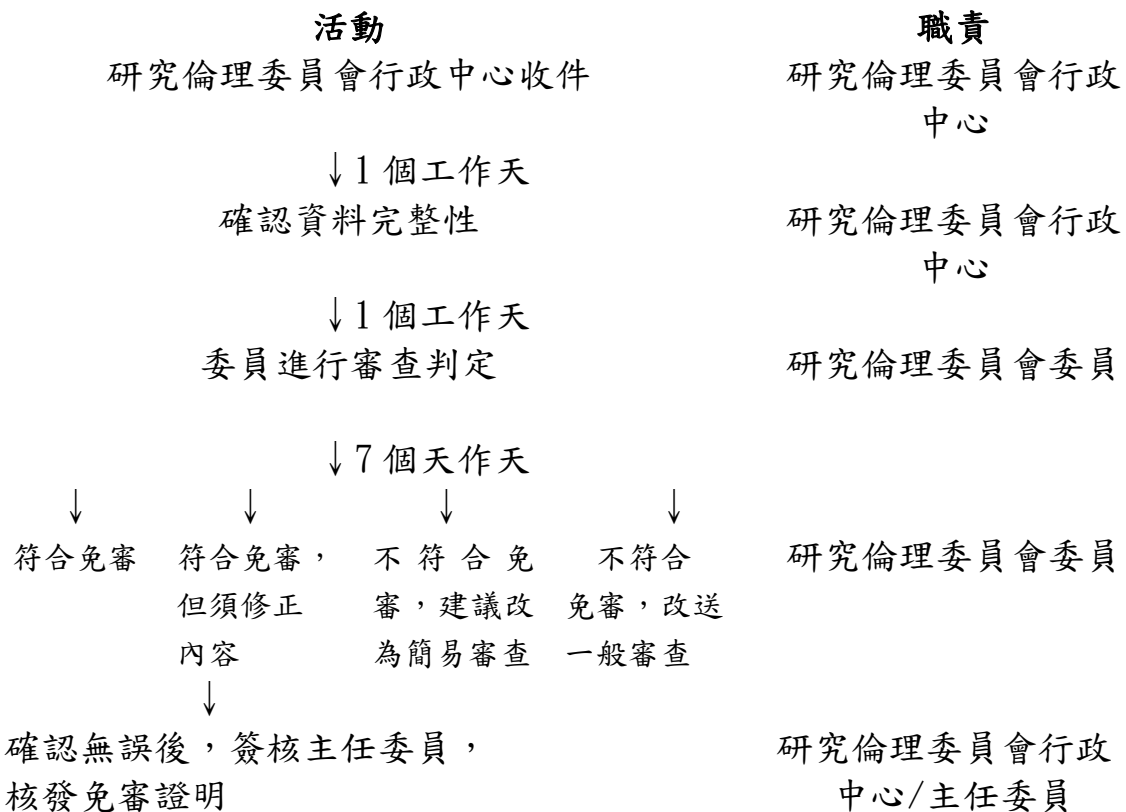 活動 職責
研究倫理委員會行政中心收件 研究倫理委員會行政
中心
↓1 個工作天
確認資料完整性 研究倫理委員會行政
中心
↓1 個工作天
委員進行審查判定 研究倫理委員會委員
↓7 個天作天
↓ ↓ ↓ ↓
符合免審 符合免審， 不符合免 不符合 研究倫理委員會委員
但須修正 審，建議改 免審，改送
內容 為簡易審查 一般審查
↓
確認無誤後，簽核主任委員， 研究倫理委員會行政
核發免審證明 中心/主任委員